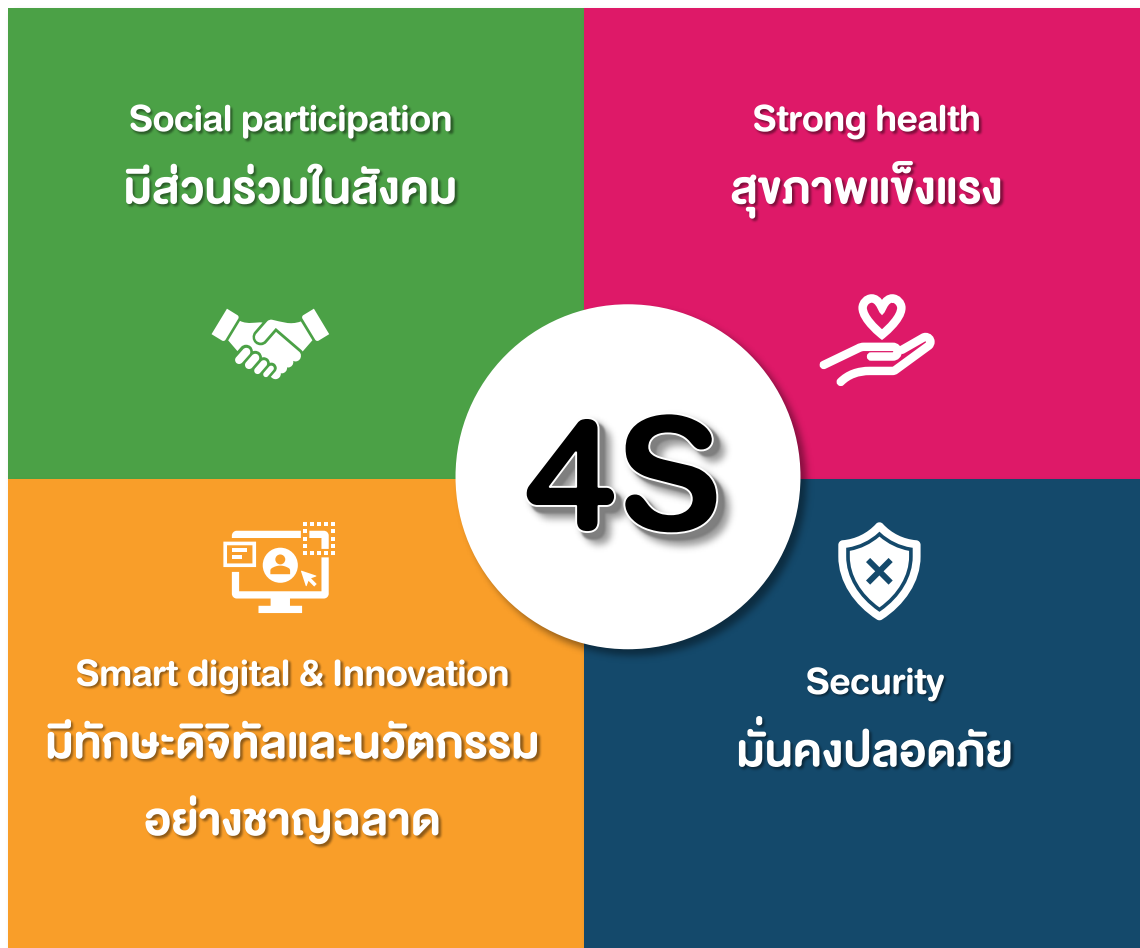 Social participation
มีส่วนร่วมในสังคม
Strong health
สุขภาพแข็งแรง
4S
Smart digital & Innovation
มีทักษะดิจิทัลและนวัตกรรม
อย่างชาญฉลาด
Security
มั่นคงปลอดภัย